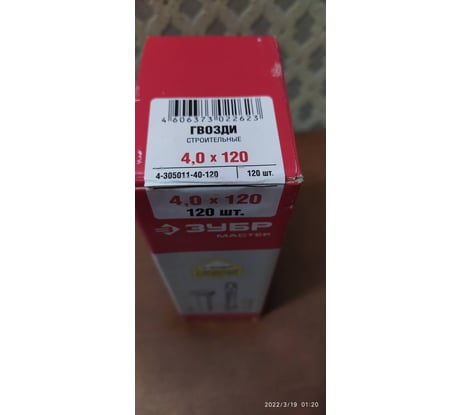 4 606373 022623
ГВОЗДИ
СТРОИТЕЛЬНЫЕ
4,0 x 120
4-305011-40-120 120 шт.
4,0 x 120
120 шт.
ЗУБР
МАСТЕР
2022/3/19 01:20